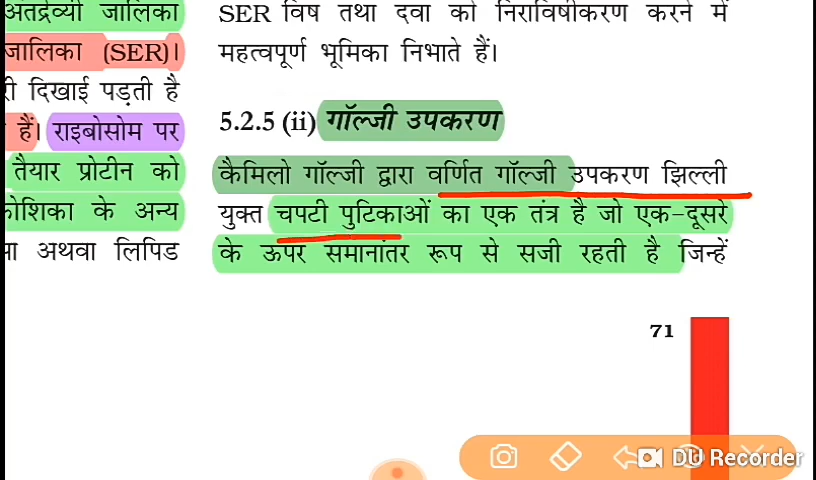 अंतर्द्रव्यी जालिका
जालिका (SER)।
री दिखाई पड़ती है
हैं। राइबोसोम पर
तैयार प्रोटीन को
कोशिका के अन्य
अथवा लिपिड
SER विष तथा दवा को निराविषीकरण करने में
महत्वपूर्ण भूमिका निभाते हैं।
5.2.5 (ii) गॉल्जी उपकरण
कैमिलो गॉल्जी द्वारा वर्णित गॉल्जी उपकरण झिल्ली
युक्त चपटी पुटिकाओं का एक तंत्र है जो एक-दूसरे
के ऊपर समानांतर रूप से सजी रहती है जिन्हें
71
DU Recorder